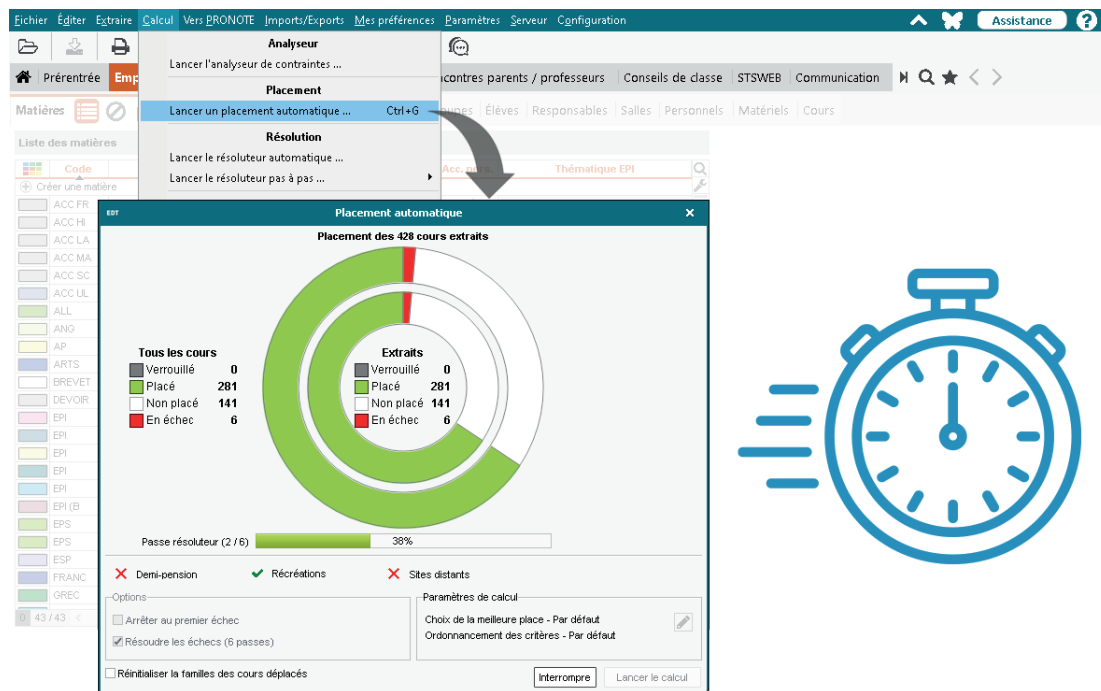 Fichier Éditer Extraire Calcul Vers PRONOTE Imports/Exports Mes préférences Paramètres Serveur Configuration Assistance ?
Analyseur
Lancer l'analyseur de contraintes ...
Prérentrée Emp contres parents / professeurs Conseils de classe STSWEB Communication
Placement
Matières Lancer un placement automatique ... Ctrl+G Élèves Responsables Salles Personnels Matériels Cours
Résolution
Liste des matières
Lancer le résoluteur automatique ...
Code Thématique EPI
Lancer le résoluteur pas à pas ...
Créer une matière
ACC FR
EDT Placement automatique
ACC HI
Placement des 428 cours extraits
ACC LA
ACC MA
ACC SC
ACC UL
ALL
ANG
AP
Tous les cours Extraits
ARTS
Verrouillé 0 Verrouillé 0
BREVET
Placé 281 Placé 281
DEVOIR
Non placé 141 Non placé 141
EPI
En échec 6 En échec 6
EPI
EPI
EPI
EPI
EPI (B
EPS
EPS
Passe résoluteur (2 / 6) 38%
ESP
FRANC
Demi-pension Récréations Sites distants
GREC
Options Paramètres de calcul
0 43 / 43
Arrêter au premier échec
Choix de la meilleure place - Par défaut
Résoudre les échecs (6 passes)
Ordonnancement des critères - Par défaut
Réinitialiser la familles des cours déplacés
Interrompre Lancer le calcul